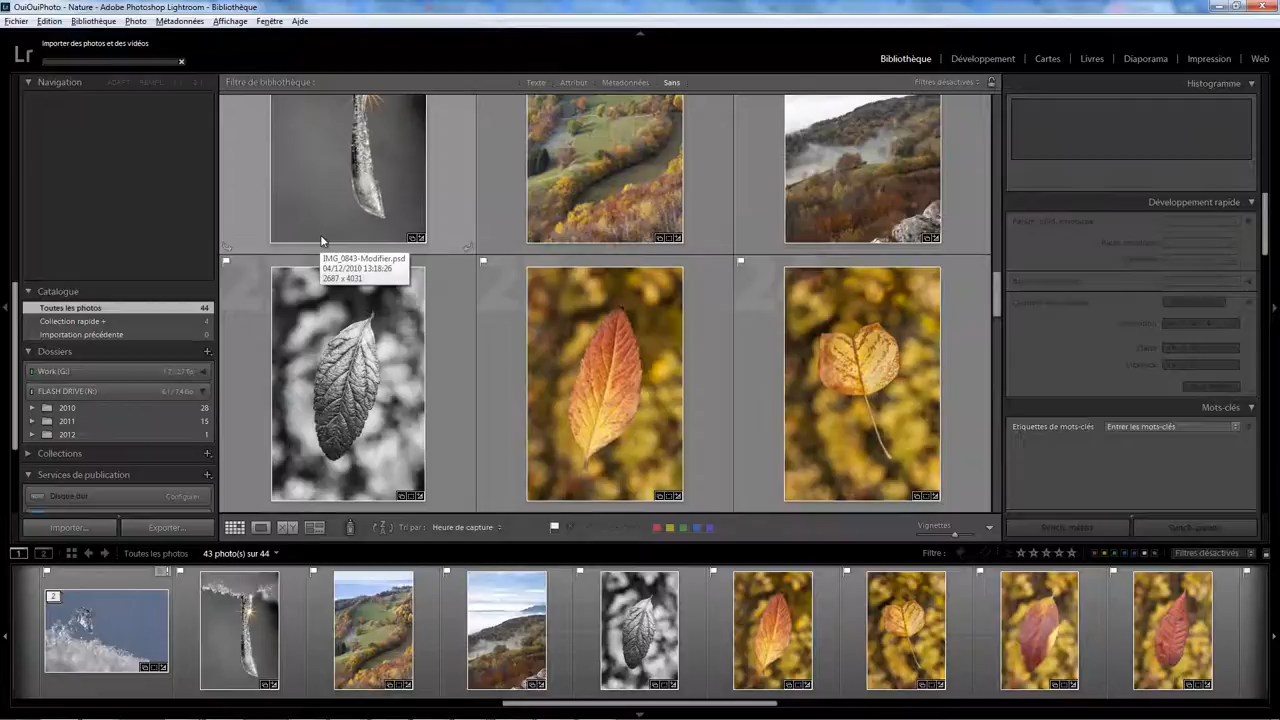 OuiOuiPhoto - Nature - Adobe Photoshop Lightroom - Bibliothèque
Fichier Édition Bibliothèque Photo Métadonnées Affichage Fenêtre Aide
Lr
Importer des photos et des vidéos
Bibliothèque Développement Cartes Livres Diaporama Impression Web
Navigation
Filtre de bibliothèque :
Texte Attribut Métadonnées Sans
Filtres désactivés
Histogramme
Développement rapide
IMG_0843-Modifier.psd
04/12/2010 13:18:26
2687 x 4031
Catalogue
Toutes les photos 44
Collection rapide + 4
Importation précédente 0
Dossiers
Work (G:)
FLASH DRIVE (N:)
2010 28
2011 15
2012 1
Collections
Services de publication
Disque dur Configurer...
Importer... Exporter...
Mots-clés
Etiquettes de mots-clés Entrer les mots-clés
XY
Tri par : Heure de capture
Vignettes
1 2 Toutes les photos 43 photo(s) sur 44
Filtre : Filtres désactivés
2